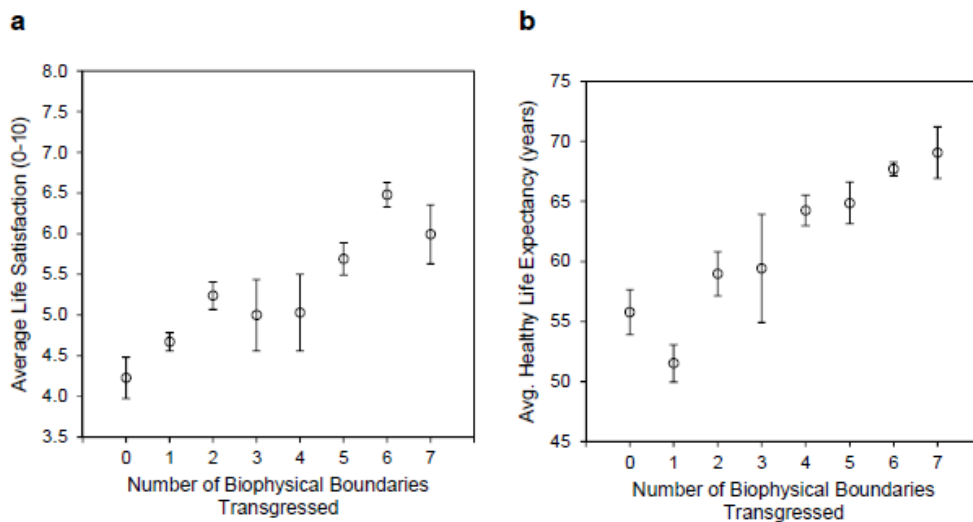 a
b
Average Life Satisfaction (0-10)
8.0
7.5
7.0
6.5
6.0
5.5
5.0
4.5
4.0
3.5
0 1 2 3 4 5 6 7
Number of Biophysical Boundaries
Transgressed
Avg. Healthy Life Expectancy (years)
75
70
65
60
55
50
45
0 1 2 3 4 5 6 7
Number of Biophysical Boundaries
Transgressed